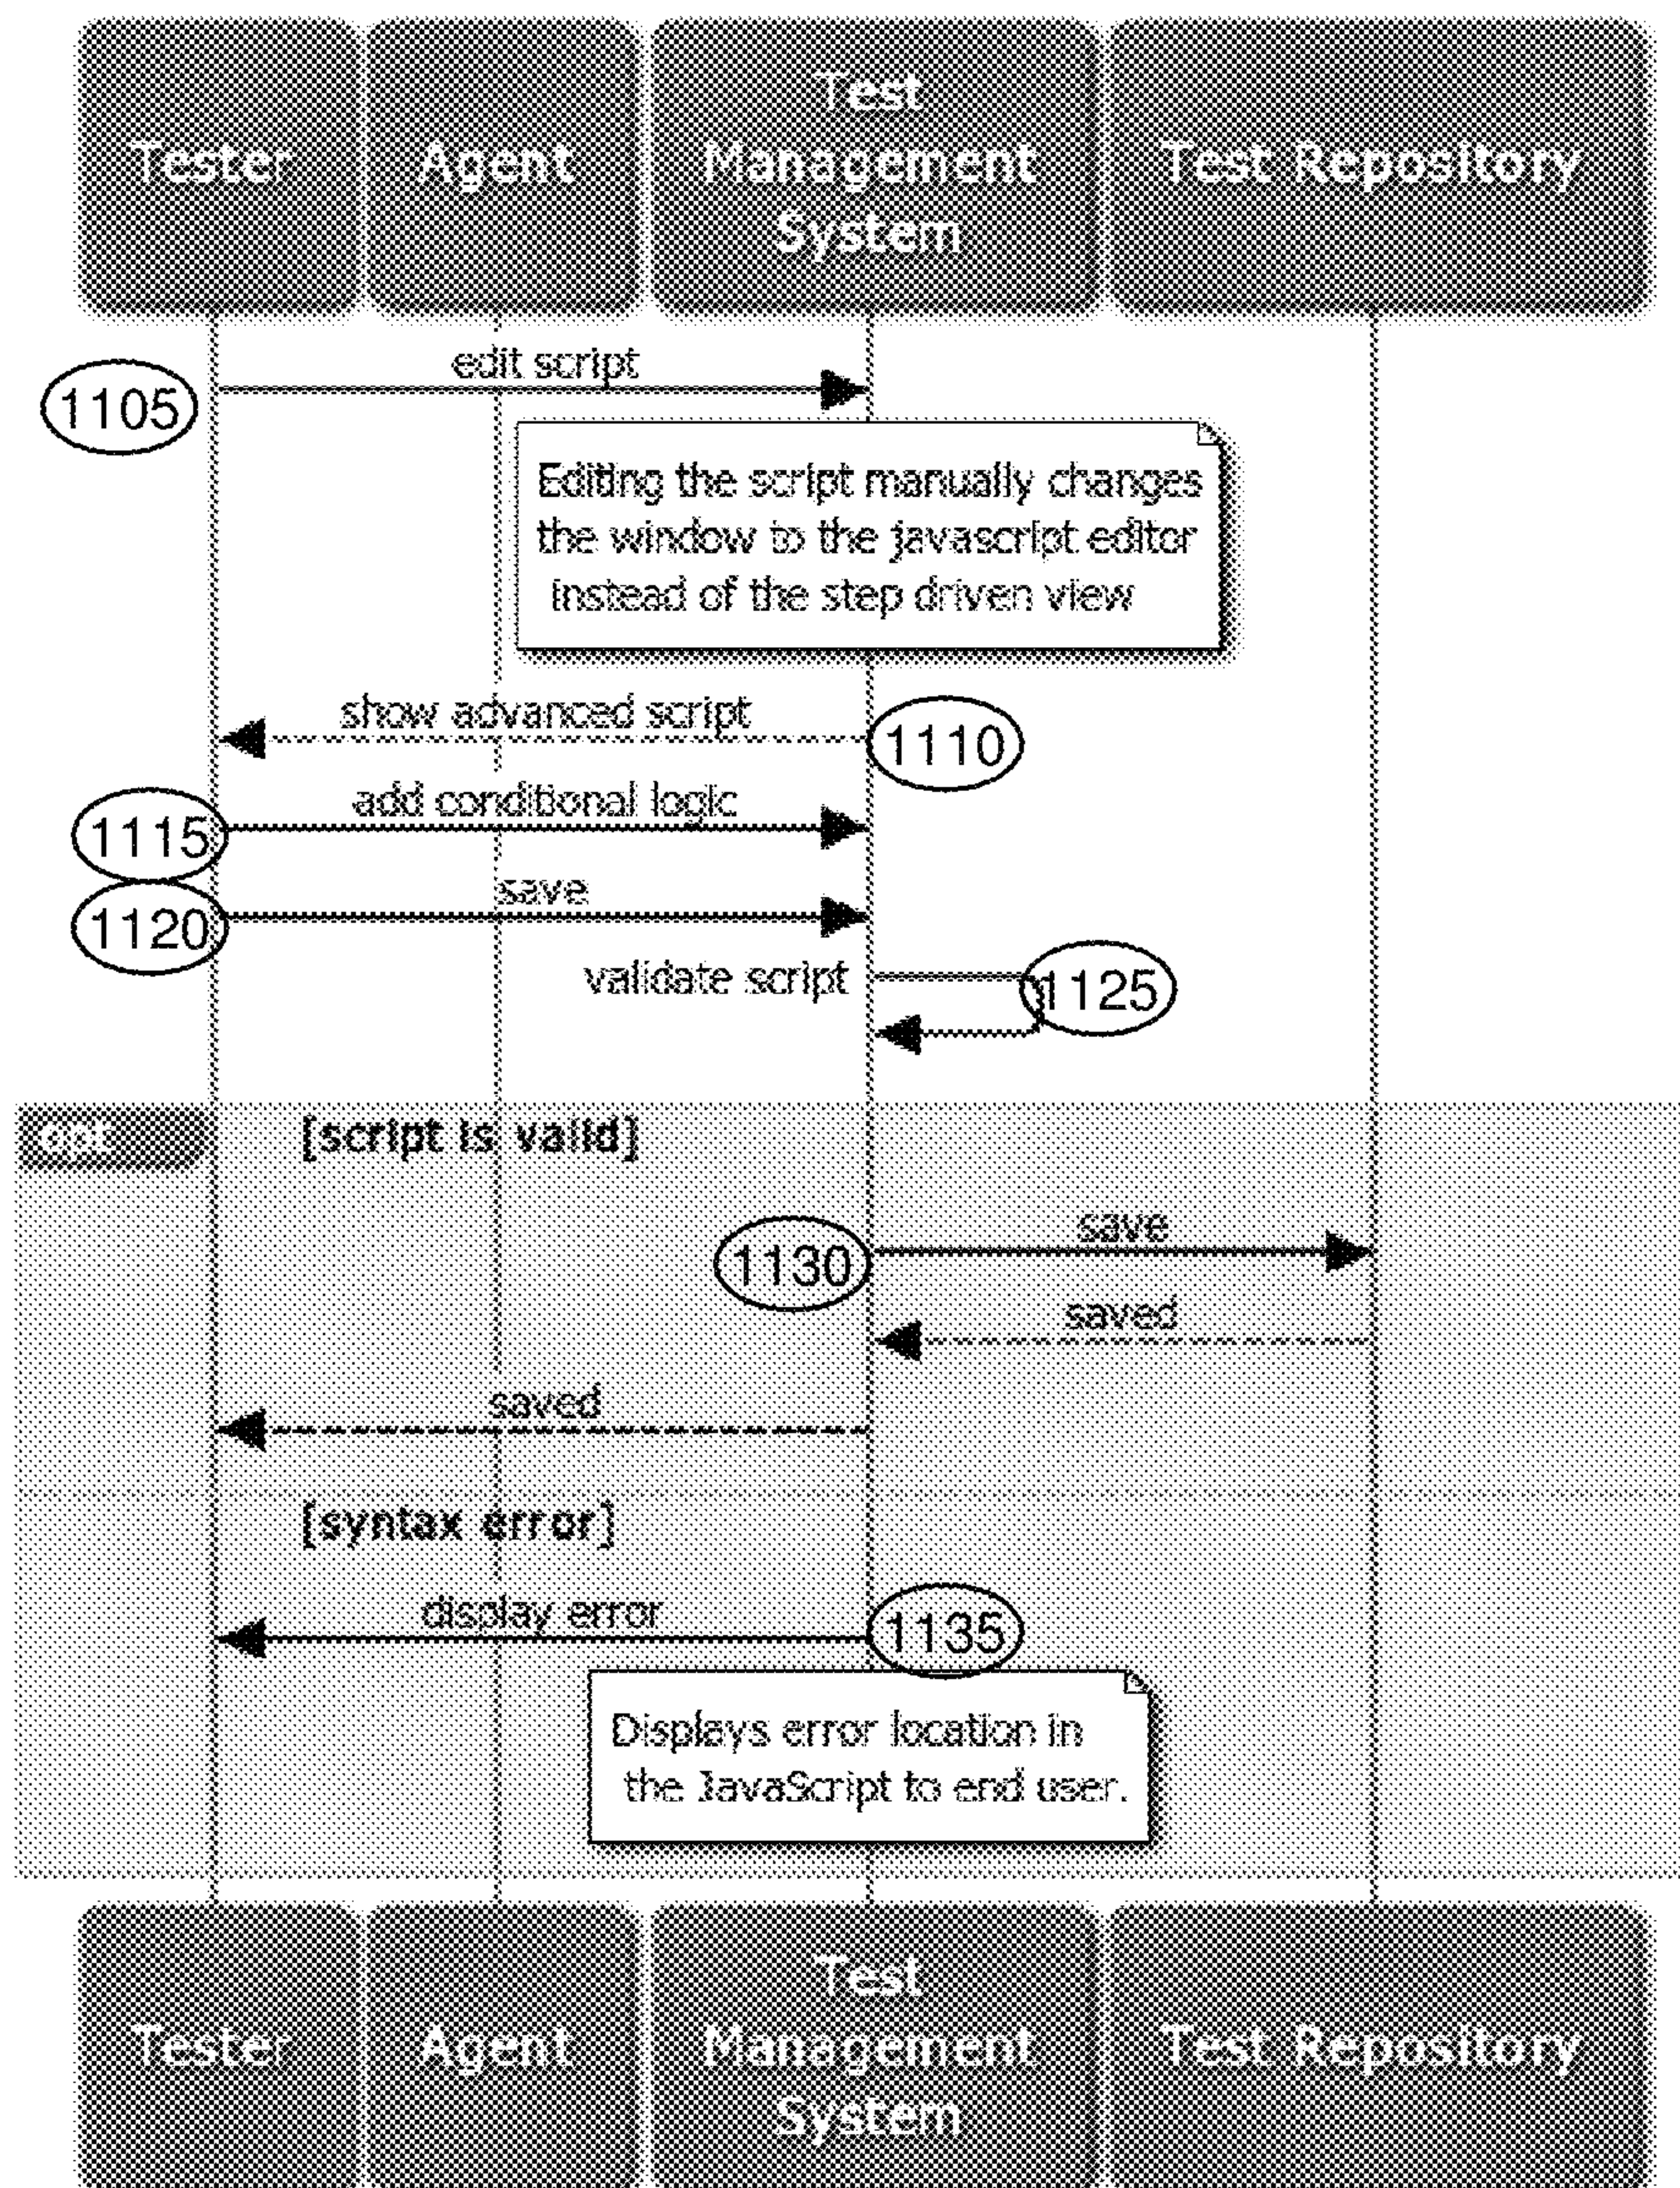 Tester
Agent
Test
Management
System
Test Repository
edit script
1105
Editing the script manually changes
the window to the javascript editor
instead of the step driven view
show advanced script
1110
add conditional logic
1115
save
1120
validate script
1125
opt
[script is valid]
save
1130
saved
saved
[syntax error]
display error
1135
Displays error location in
the JavaScript to end user.
Tester
Agent
Test
Management
System
Test Repository